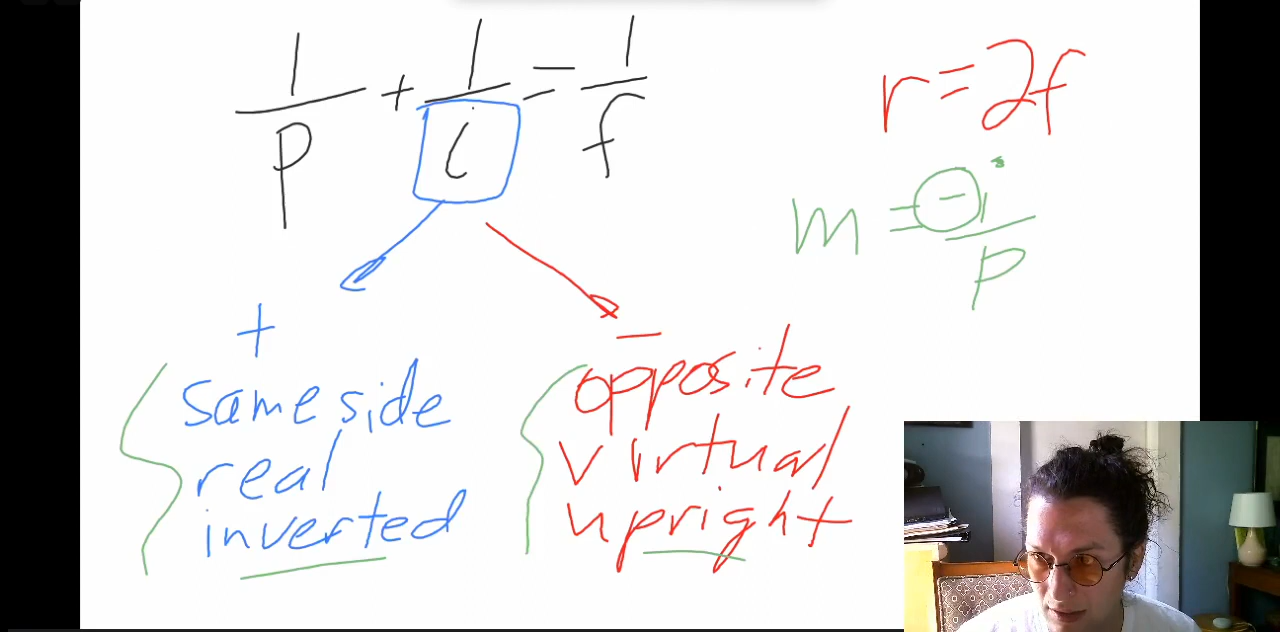 1/p + 1/i = 1/f
r = 2f
m = -i/p
+
same side
real
inverted
-
opposite
virtual
upright